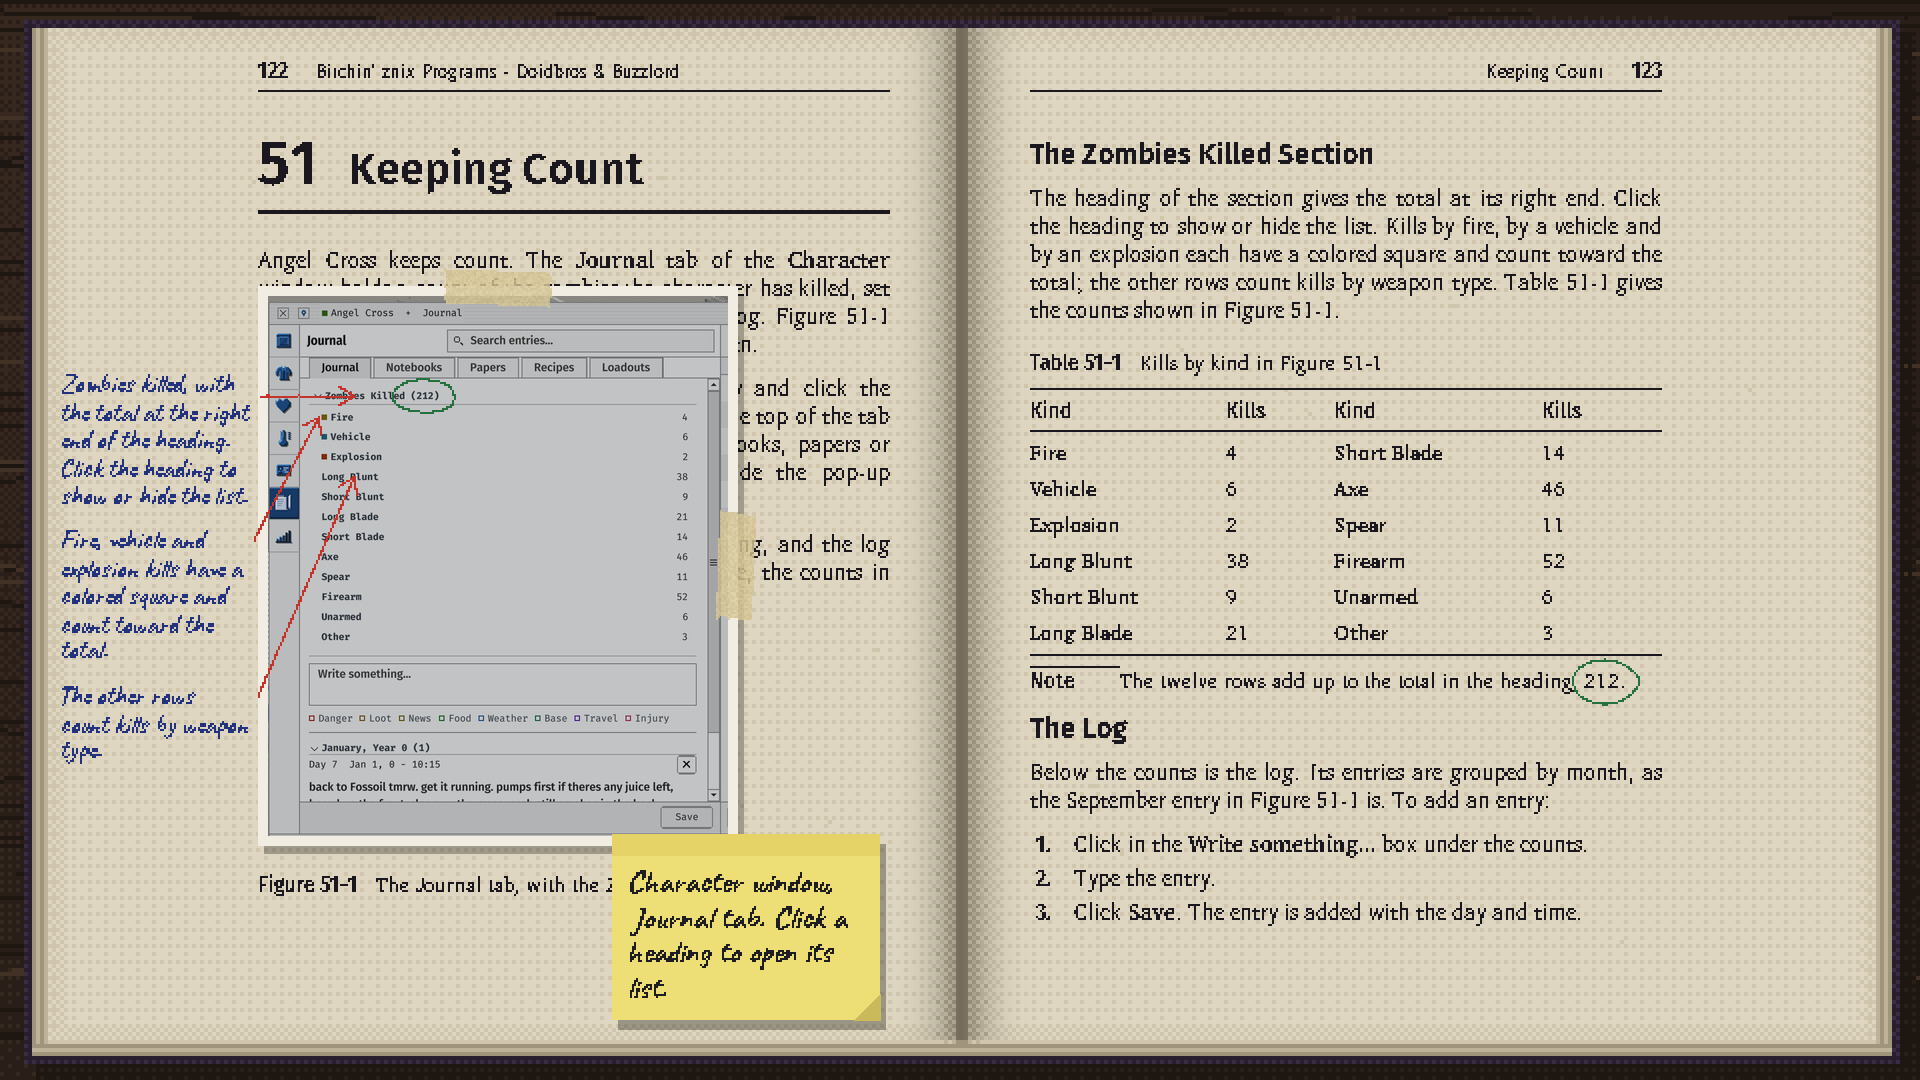 122 Birchin' znix Programs - Doidbros & Buzzlord
51 Keeping Count
Angel Cross keeps count. The Journal tab of the Character
has killed, set
og. Figure 51-1
n.
and click the
e top of the tab
ooks, papers or
de the pop-up
ng, and the log
the counts in
Angel Cross • Journal
Journal
Search entries...
Journal Notebooks Papers Recipes Loadouts
Zombies Killed (212)
Fire 4
Vehicle 6
Explosion 2
Long Blunt 38
Short Blunt 9
Long Blade 21
Short Blade 14
Axe 46
Spear 11
Firearm 52
Unarmed 6
Other 3
Write something...
Danger Loot News Food Weather Base Travel Injury
January, Year 0 (1)
Day 7 Jan 1, 0 - 10:15
back to Fossoil tmrw. get it running. pumps first if theres any juice left,
Save
Zombies killed, with
the total at the right
end of the heading.
Click the heading to
show or hide the list.
Fire, vehicle and
explosion kills have a
colored square and
count toward the
total.
The other rows
count kills by weapon
type.
Figure 51-1 The Journal tab, with the
Character window,
Journal tab. Click a
heading to open its
list.
Keeping Count 123
The Zombies Killed Section
The heading of the section gives the total at its right end. Click
the heading to show or hide the list. Kills by fire, by a vehicle and
by an explosion each have a colored square and count toward the
total; the other rows count kills by weapon type. Table 51-1 gives
the counts shown in Figure 51-1.
Table 51-1 Kills by kind in Figure 51-1
Kind Kills Kind Kills
Fire 4 Short Blade 14
Vehicle 6 Axe 46
Explosion 2 Spear 11
Long Blunt 38 Firearm 52
Short Blunt 9 Unarmed 6
Long Blade 21 Other 3
Note The twelve rows add up to the total in the heading, 212.
The Log
Below the counts is the log. Its entries are grouped by month, as
the September entry in Figure 51-1 is. To add an entry:
1. Click in the Write something... box under the counts.
2. Type the entry.
3. Click Save. The entry is added with the day and time.